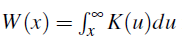 W(x) = ∫_x^∞ K(u)du